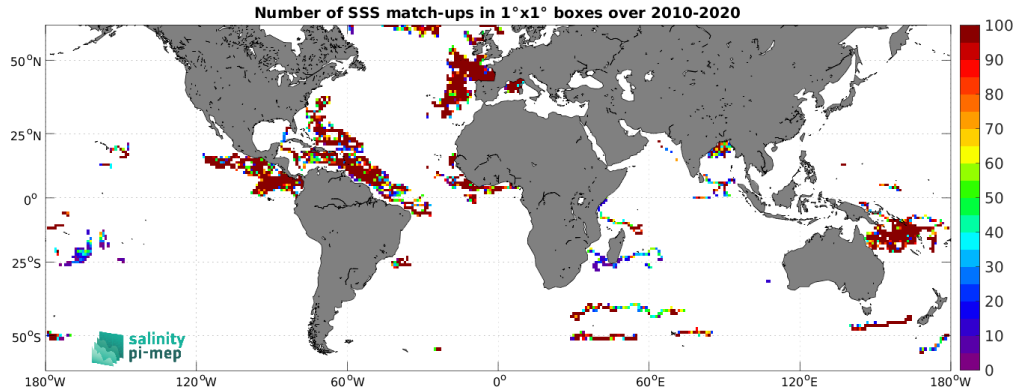 Number of SSS match-ups in 1°x1° boxes over 2010-2020
50°N
25°N
0°
25°S
50°S
180°W
120°W
60°W
0°
60°E
120°E
180°W
100
90
80
70
60
50
40
30
20
10
0
salinity
pi-mep